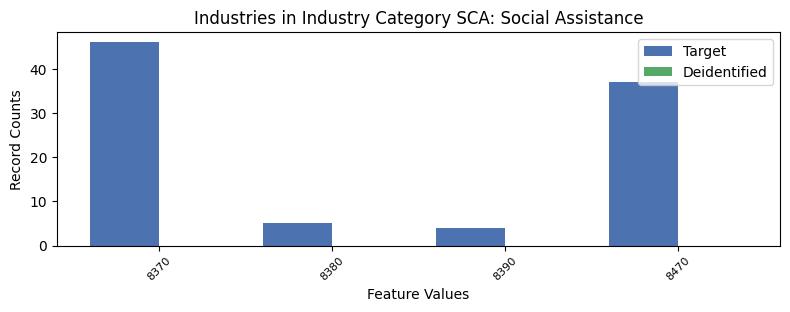 Industries in Industry Category SCA: Social Assistance
Target
Deidentified
Record Counts
40
30
20
10
0
8370
8380
8390
8470
Feature Values